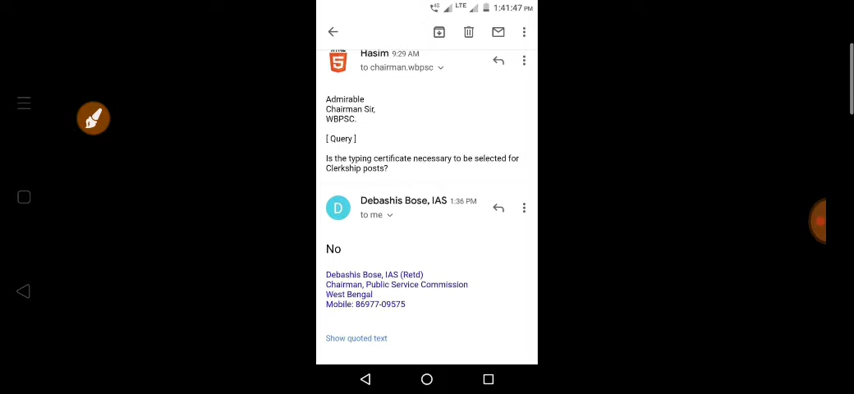 4G LTE 1:41:47 PM
Hasim 9:29 AM
to chairman.wbpsc
Admirable
Chairman Sir,
WBPSC.
[ Query ]
Is the typing certificate necessary to be selected for
Clerkship posts?
D
Debashis Bose, IAS 1:36 PM
to me
No
Debashis Bose, IAS (Retd)
Chairman, Public Service Commission
West Bengal
Mobile: 86977-09575
Show quoted text